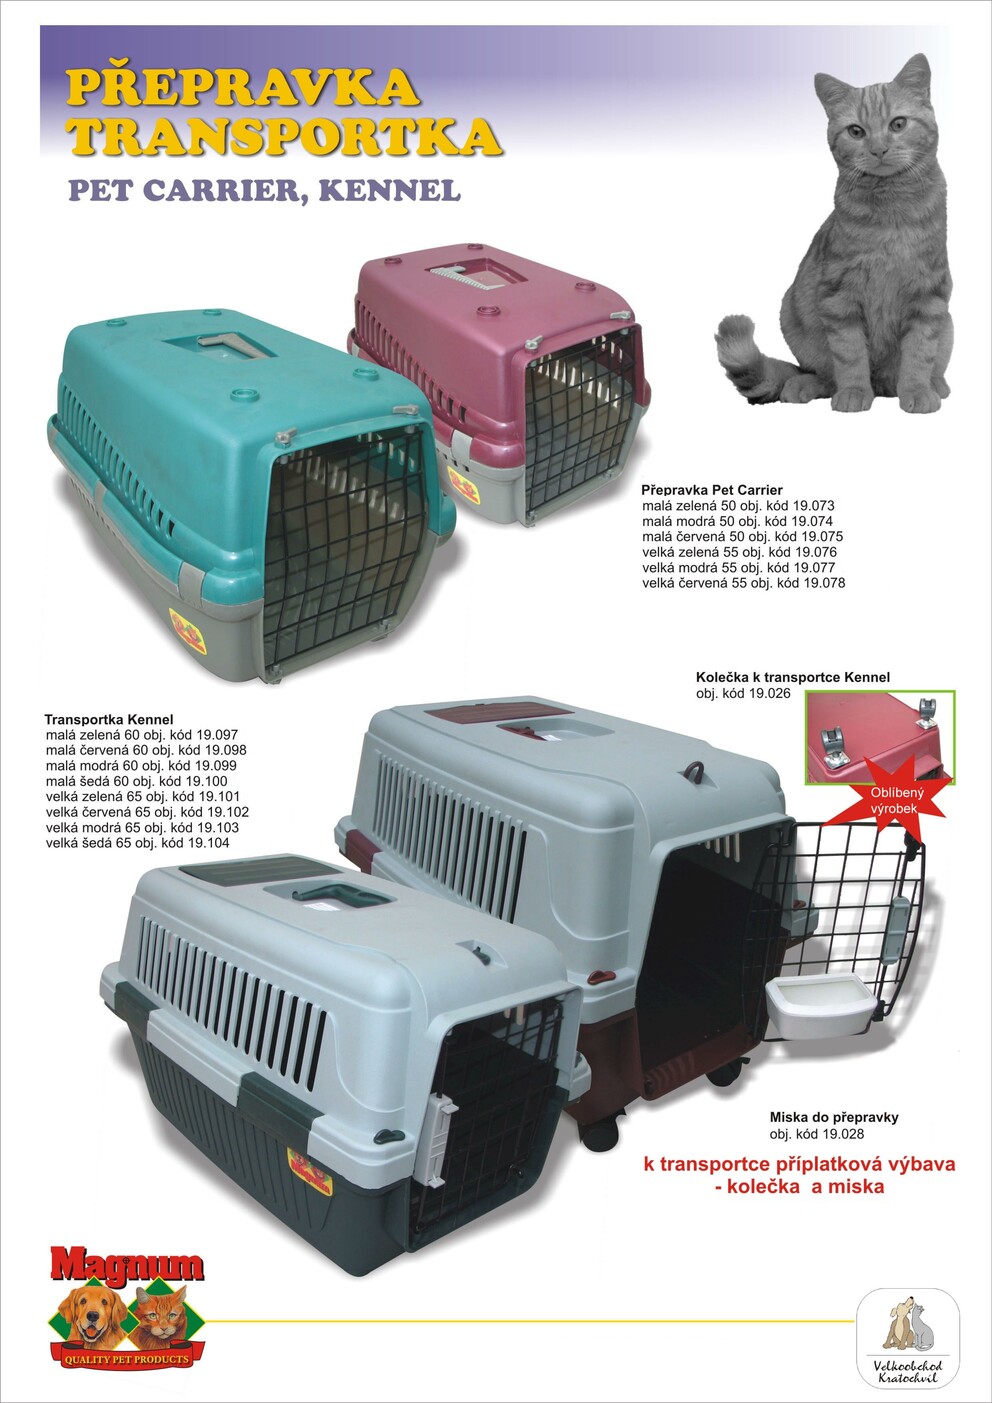 PŘEPRAVKA
TRANSPORTKA
PET CARRIER, KENNEL
Přepravka Pet Carrier
malá zelená 50 obj. kód 19.073
malá modrá 50 obj. kód 19.074
malá červená 50 obj. kód 19.075
velká zelená 55 obj. kód 19.076
velká modrá 55 obj. kód 19.077
velká červená 55 obj. kód 19.078
Kolečka k transportce Kennel
obj. kód 19.026
Oblíbený
výrobek
Transportka Kennel
malá zelená 60 obj. kód 19.097
malá červená 60 obj. kód 19.098
malá modrá 60 obj. kód 19.099
malá šedá 60 obj. kód 19.100
velká zelená 65 obj. kód 19.101
velká červená 65 obj. kód 19.102
velká modrá 65 obj. kód 19.103
velká šedá 65 obj. kód 19.104
Miska do přepravky
obj. kód 19.028
k transportce příplatková výbava
- kolečka a miska
Magnum
Magnum
QUALITY PET PRODUCTS
Velkoobchod
Kratochvíl